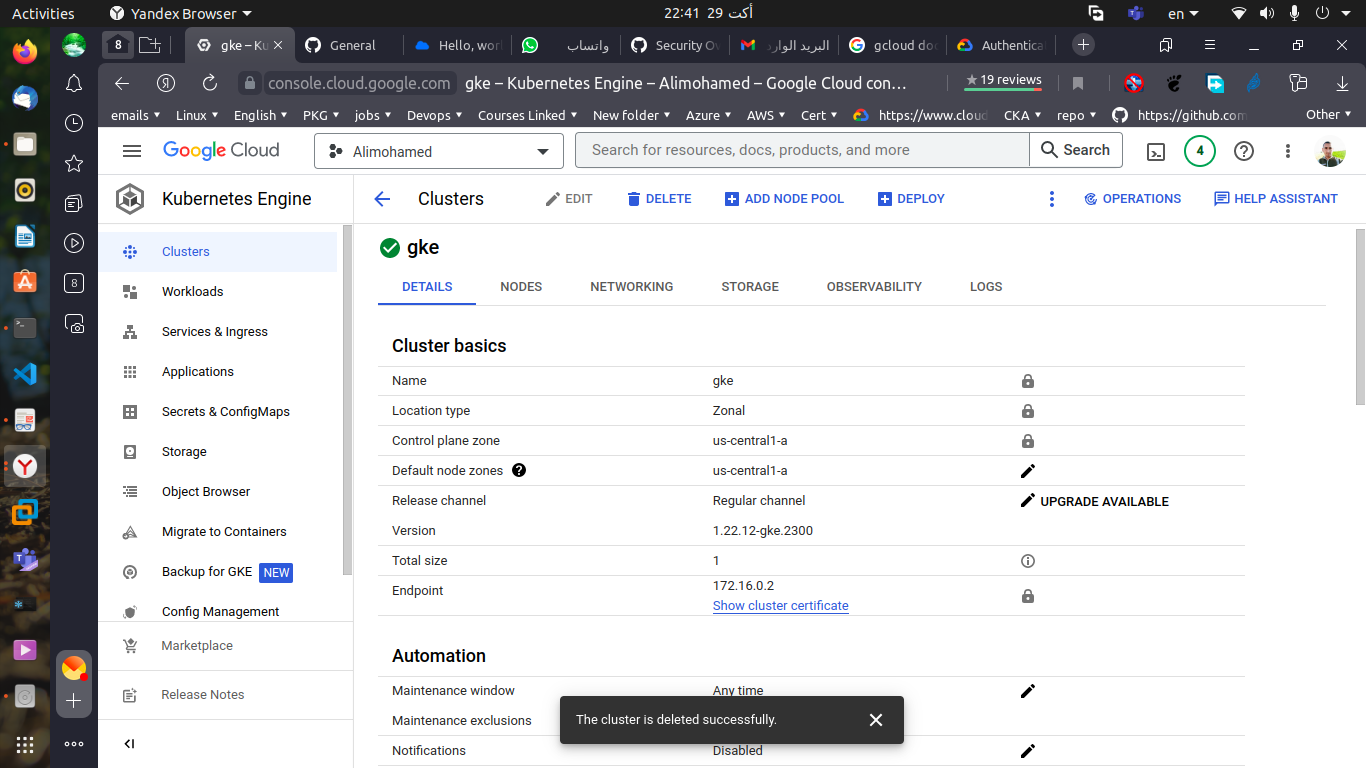 Activities
Yandex Browser
22:41 29 أكت
en
8
gke – Ku
General
Hello, wor
واتساب
Security Ov
البريد الوارد
gcloud doc
Authentica
console.cloud.google.com
gke – Kubernetes Engine – Alimohamed – Google Cloud con…
★ 19 reviews
emails
Linux
English
PKG
jobs
Devops
Courses Linked
New folder
Azure
AWS
Cert
https://www.cloud
CKA
repo
https://github.com
Other
Google Cloud
Alimohamed
Search for resources, docs, products, and more
Search
4
Kubernetes Engine
Clusters
EDIT
DELETE
ADD NODE POOL
DEPLOY
OPERATIONS
HELP ASSISTANT
Clusters
Workloads
Services & Ingress
Applications
Secrets & ConfigMaps
Storage
Object Browser
Migrate to Containers
Backup for GKE NEW
Config Management
Marketplace
Release Notes
8
gke
DETAILS
NODES
NETWORKING
STORAGE
OBSERVABILITY
LOGS
Cluster basics
Name gke
Location type Zonal
Control plane zone us-central1-a
Default node zones us-central1-a
Release channel Regular channel UPGRADE AVAILABLE
Version 1.22.12-gke.2300
Total size 1
Endpoint 172.16.0.2
Show cluster certificate
Automation
Maintenance window Any time
Maintenance exclusions
Notifications Disabled
The cluster is deleted successfully.